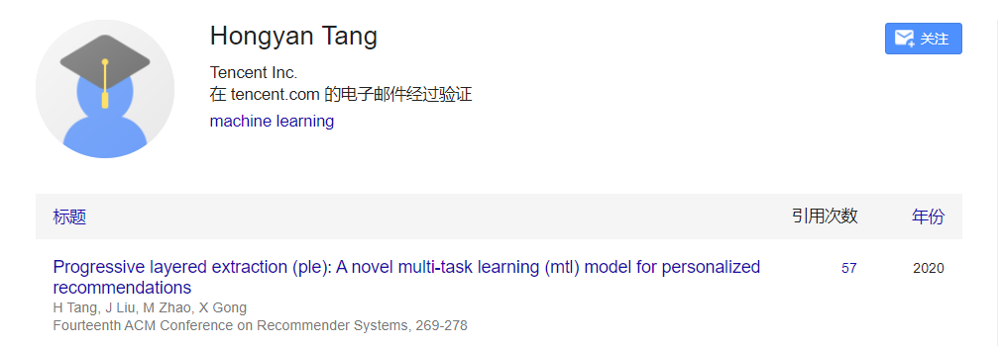 Hongyan Tang
关注
Tencent Inc.
在 tencent.com 的电子邮件经过验证
machine learning
标题 引用次数 年份
Progressive layered extraction (ple): A novel multi-task learning (mtl) model for personalized 57 2020
recommendations
H Tang, J Liu, M Zhao, X Gong
Fourteenth ACM Conference on Recommender Systems, 269-278